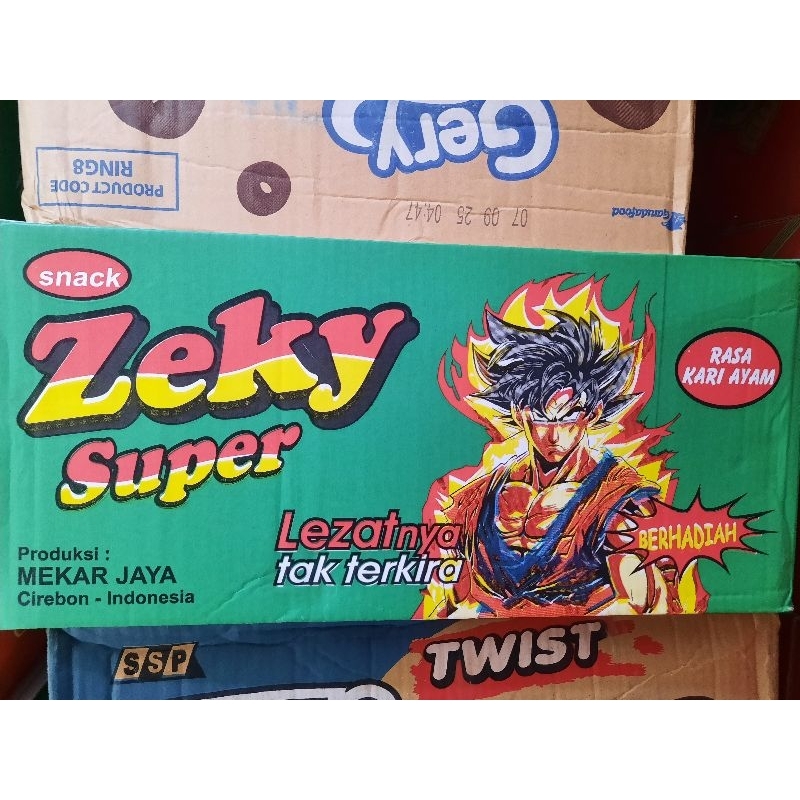 Gery
PRODUCT CODE
RING8
07 09 25 04:47
garudafood
snack
Zeky
Super
RASA
KARI AYAM
Lezatnya
tak terkira
BERHADIAH
Produksi :
MEKAR JAYA
Cirebon - Indonesia
SSP
TWIST